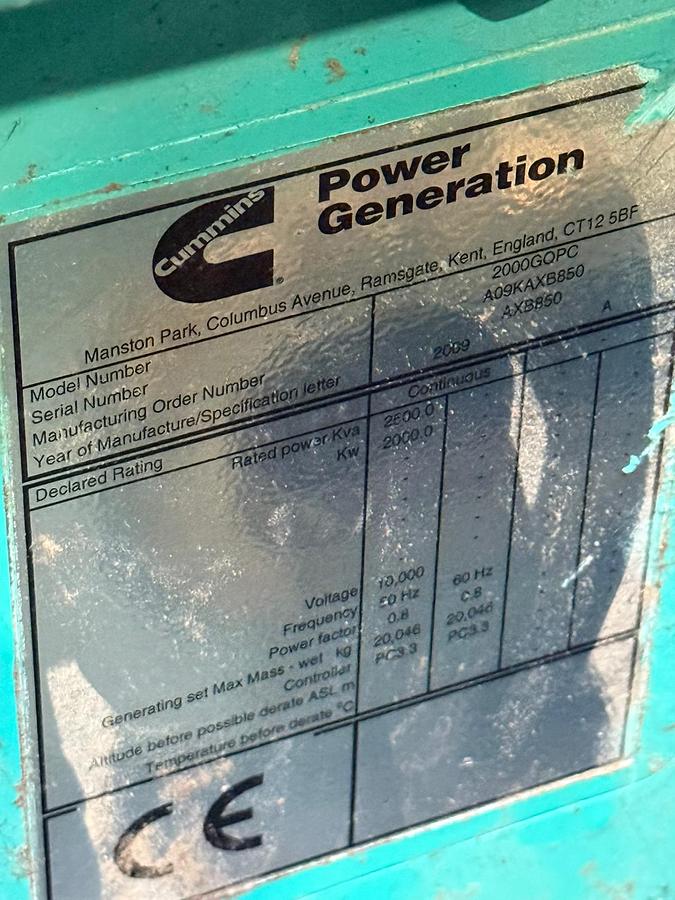 Cummins
Power
Generation
Manston Park, Columbus Avenue, Ramsgate, Kent, England, CT12 5BF
Model Number 2000GQPC
Serial Number A09KAXB850
Manufacturing Order Number AXB850
Year of Manufacture/Specification letter 2009 A
Continuous
Declared Rating Rated power Kva 2500.0
Kw 2000.0
Voltage 10,000
Frequency 50 Hz 60 Hz
Power factor 0.8 0.8
Generating set Max Mass - wet kg 20,046 20,046
Controller PC3.3 PC3.3
Altitude before possible derate ASL m
Temperature before derate °C
CE